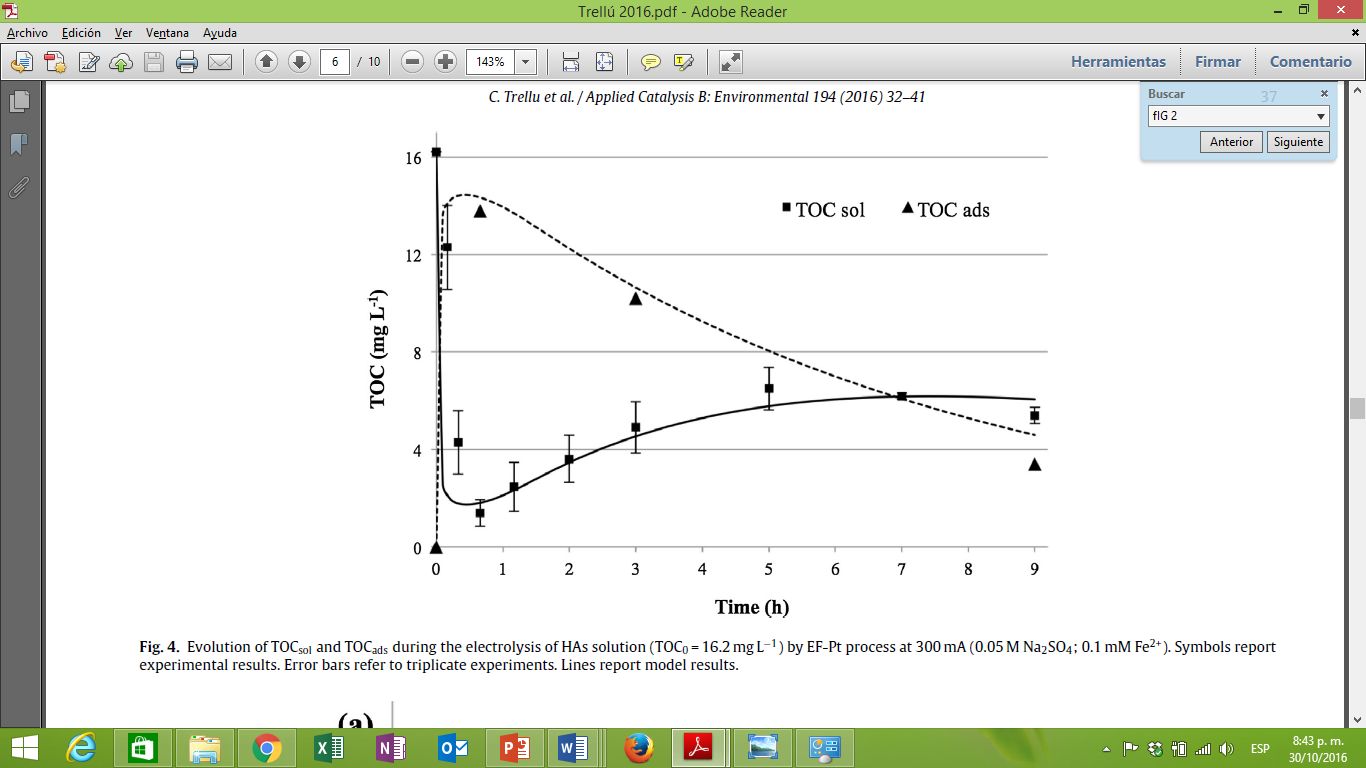 Trellú 2016.pdf - Adobe Reader
Archivo Edición Ver Ventana Ayuda
6 / 10 143% Herramientas Firmar Comentario
C. Trellu et al. / Applied Catalysis B: Environmental 194 (2016) 32–41
Buscar 37
fIG 2
Anterior Siguiente
16
12
8
4
0
TOC (mg L-1)
TOC sol TOC ads
0 1 2 3 4 5 6 7 8 9
Time (h)
Fig. 4. Evolution of TOCsol and TOCads during the electrolysis of HAs solution (TOC0 = 16.2 mg L−1) by EF-Pt process at 300 mA (0.05 M Na2SO4; 0.1 mM Fe2+). Symbols report
experimental results. Error bars refer to triplicate experiments. Lines report model results.
(a)
ESP
8:43 p. m.
30/10/2016